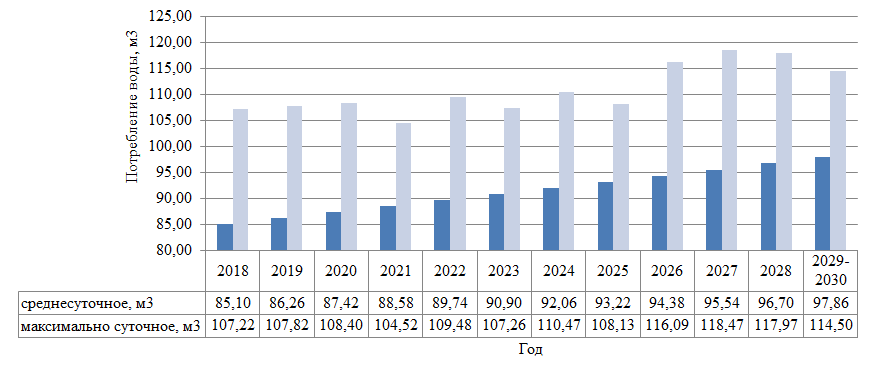 Потребление воды, м3
125,00
120,00
115,00
110,00
105,00
100,00
95,00
90,00
85,00
80,00
2018 2019 2020 2021 2022 2023 2024 2025 2026 2027 2028 2029-
2030
среднесуточное, м3 85,10 86,26 87,42 88,58 89,74 90,90 92,06 93,22 94,38 95,54 96,70 97,86
максимально суточное, м3 107,22 107,82 108,40 104,52 109,48 107,26 110,47 108,13 116,09 118,47 117,97 114,50
Год